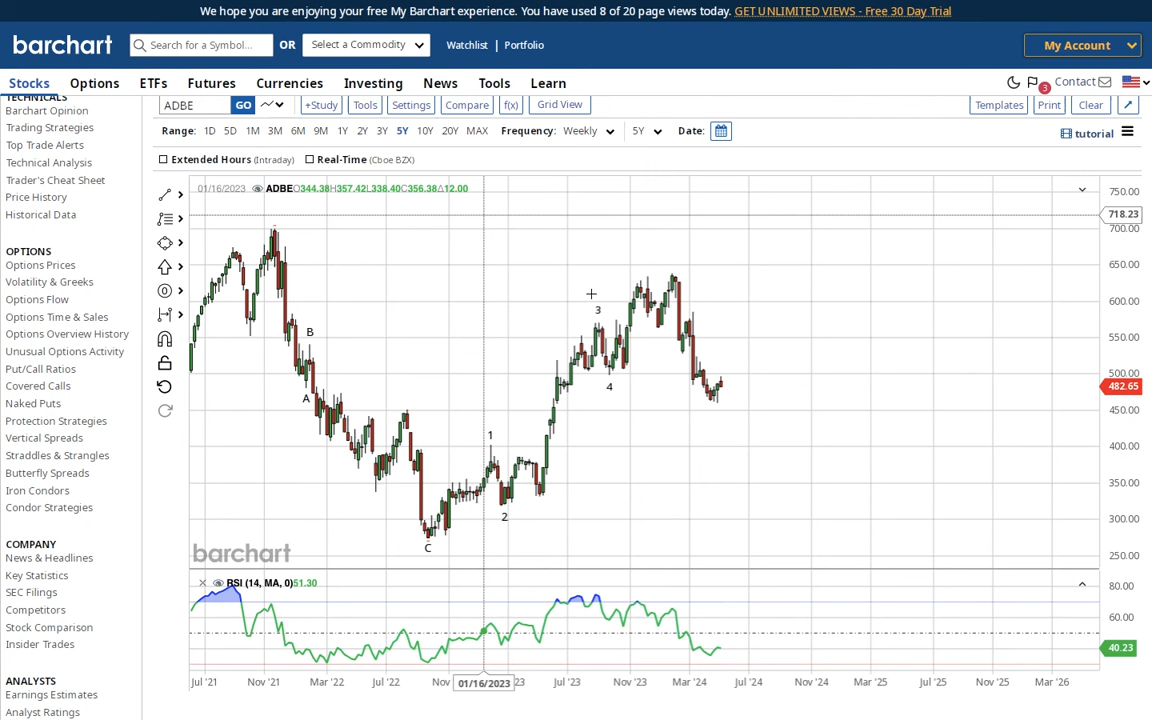 We hope you are enjoying your free My Barchart experience. You have used 8 of 20 page views today. GET UNLIMITED VIEWS - Free 30 Day Trial
barchart Search for a Symbol... OR Select a Commodity Watchlist | Portfolio My Account
Stocks Options ETFs Futures Currencies Investing News Tools Learn 3 Contact
TECHNICALS
Barchart Opinion
Trading Strategies
Top Trade Alerts
Technical Analysis
Trader's Cheat Sheet
Price History
Historical Data
OPTIONS
Options Prices
Volatility & Greeks
Options Flow
Options Time & Sales
Options Overview History
Unusual Options Activity
Put/Call Ratios
Covered Calls
Naked Puts
Protection Strategies
Vertical Spreads
Straddles & Strangles
Butterfly Spreads
Iron Condors
Condor Strategies
COMPANY
News & Headlines
Key Statistics
SEC Filings
Competitors
Stock Comparison
Insider Trades
ANALYSTS
Earnings Estimates
Analyst Ratings
ADBE GO +Study Tools Settings Compare f(x) Grid View Templates Print Clear
Range: 1D 5D 1M 3M 6M 9M 1Y 2Y 3Y 5Y 10Y 20Y MAX Frequency: Weekly 5Y Date: tutorial
Extended Hours (Intraday) Real-Time (Cboe BZX)
01/16/2023 ADBE O344.38H357.42L338.40C356.38Δ12.00
750.00
718.23
700.00
650.00
600.00
550.00
500.00
482.65
450.00
400.00
350.00
300.00
250.00
B
A
C
1
2
3
4
barchart
RSI (14, MA, 0)51.30
80.00
60.00
40.23
Jul '21 Nov '21 Mar '22 Jul '22 Nov 01/16/2023 23 Jul '23 Nov '23 Mar '24 Jul '24 Nov '24 Mar '25 Jul '25 Nov '25 Mar '26